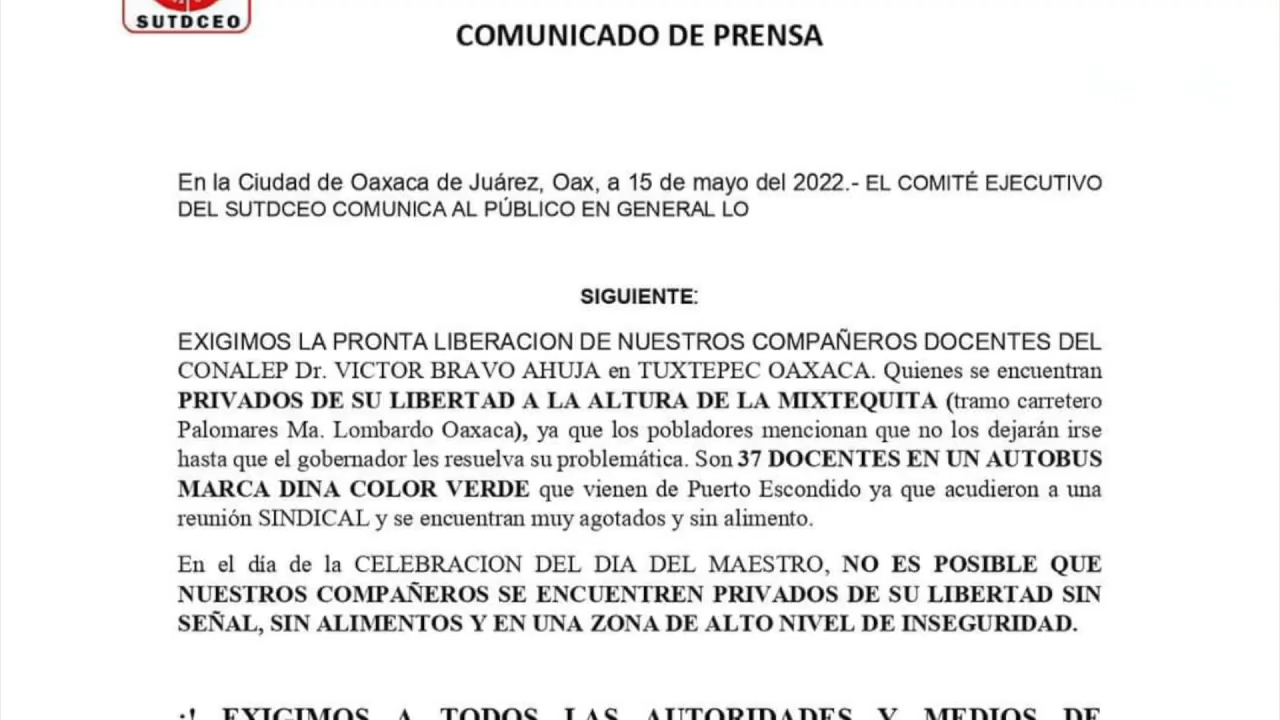 SUTDCEO
COMUNICADO DE PRENSA
En la Ciudad de Oaxaca de Juárez, Oax, a 15 de mayo del 2022.- EL COMITÉ EJECUTIVO
DEL SUTDCEO COMUNICA AL PÚBLICO EN GENERAL LO
SIGUIENTE:
EXIGIMOS LA PRONTA LIBERACION DE NUESTROS COMPAÑEROS DOCENTES DEL
CONALEP Dr. VICTOR BRAVO AHUJA en TUXTEPEC OAXACA. Quienes se encuentran
PRIVADOS DE SU LIBERTAD A LA ALTURA DE LA MIXTEQUITA (tramo carretero
Palomares Ma. Lombardo Oaxaca), ya que los pobladores mencionan que no los dejarán irse
hasta que el gobernador les resuelva su problemática. Son 37 DOCENTES EN UN AUTOBUS
MARCA DINA COLOR VERDE que vienen de Puerto Escondido ya que acudieron a una
reunión SINDICAL y se encuentran muy agotados y sin alimento.
En el día de la CELEBRACION DEL DIA DEL MAESTRO, NO ES POSIBLE QUE
NUESTROS COMPAÑEROS SE ENCUENTREN PRIVADOS DE SU LIBERTAD SIN
SEÑAL, SIN ALIMENTOS Y EN UNA ZONA DE ALTO NIVEL DE INSEGURIDAD.
¡! EXIGIMOS A TODOS LAS AUTORIDADES Y MEDIOS DE